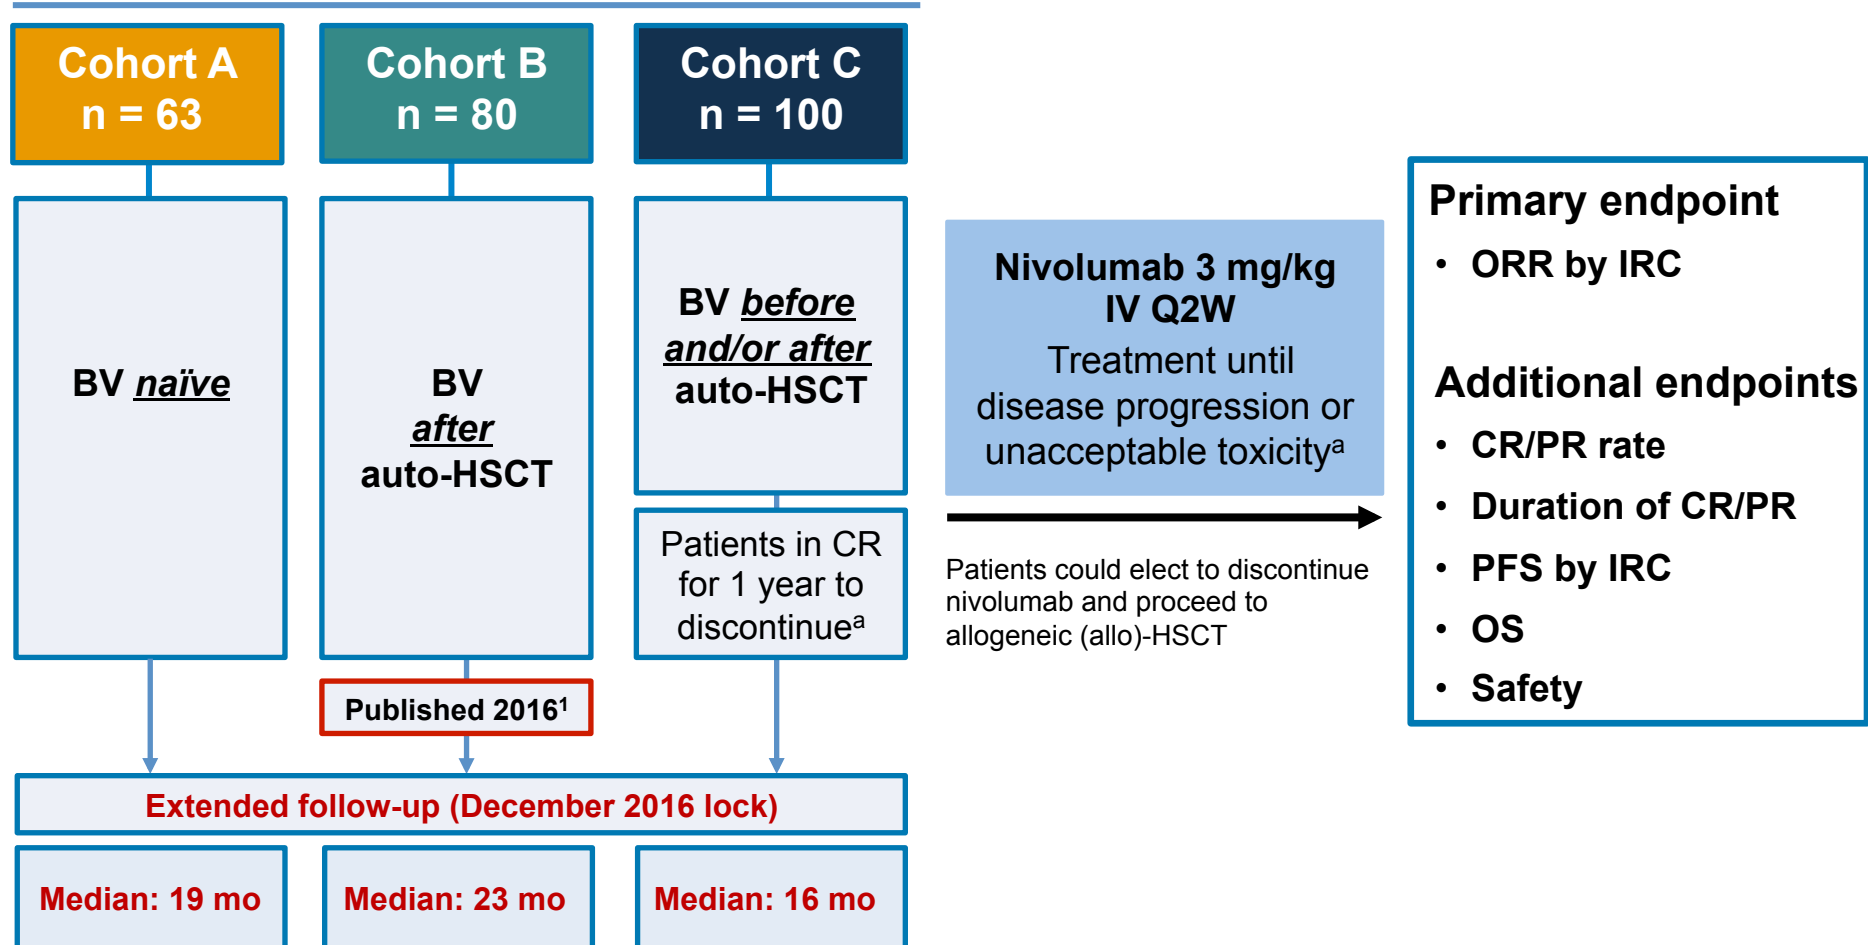 Cohort A
n = 63
Cohort B
n = 80
Cohort C
n = 100
BV naïve
BV
after
auto-HSCT
BV before
and/or after
auto-HSCT
Patients in CR
for 1 year to
discontinueᵃ
Published 2016¹
Extended follow-up (December 2016 lock)
Median: 19 mo
Median: 23 mo
Median: 16 mo
Nivolumab 3 mg/kg
IV Q2W
Treatment until
disease progression or
unacceptable toxicityᵃ
Patients could elect to discontinue
nivolumab and proceed to
allogeneic (allo)-HSCT
Primary endpoint
• ORR by IRC
Additional endpoints
• CR/PR rate
• Duration of CR/PR
• PFS by IRC
• OS
• Safety